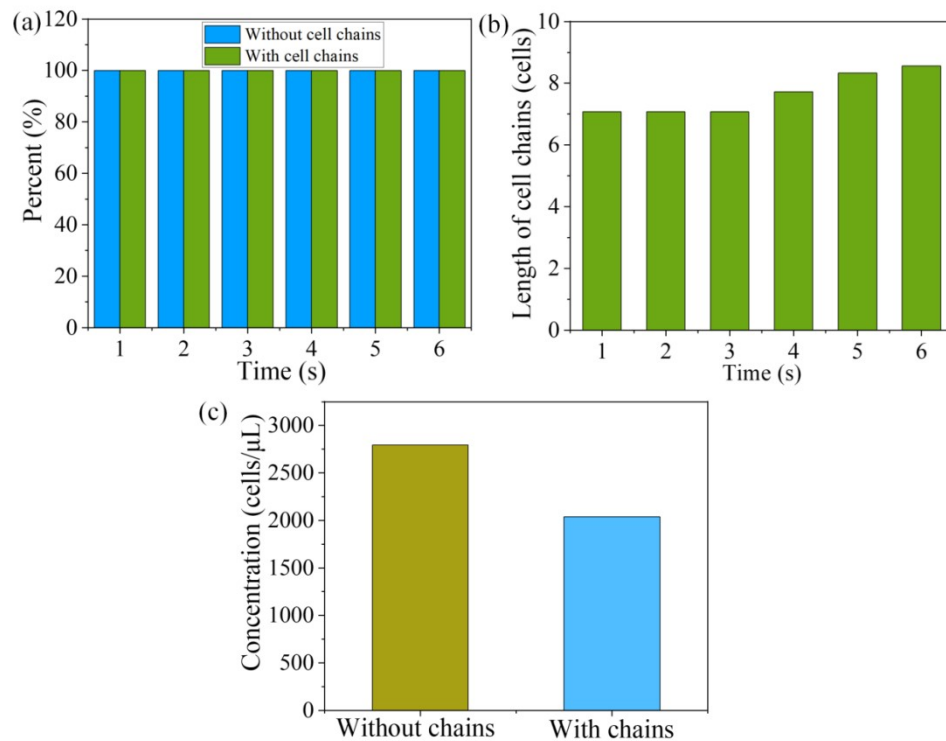 (a)
Percent (%)
120
100
80
60
40
20
0
Without cell chains
With cell chains
1 2 3 4 5 6
Time (s)
(b)
Length of cell chains (cells)
10
8
6
4
2
0
1 2 3 4 5 6
Time (s)
(c)
Concentration (cells/μL)
3000
2500
2000
1500
1000
500
0
Without chains With chains